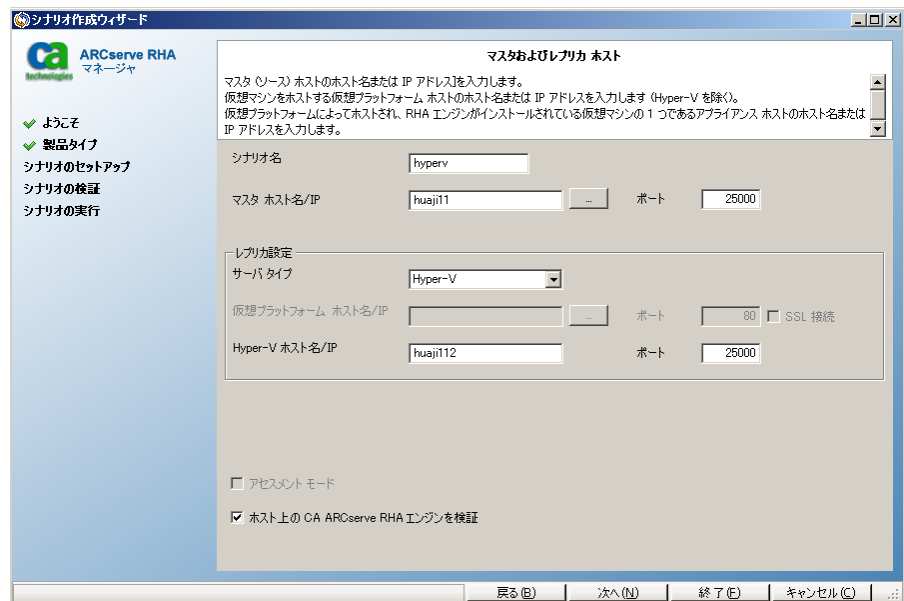 シナリオ作成ウィザード
ca
technologies
ARCserve RHA
マネージャ
マスタおよびレプリカ ホスト
マスタ (ソース) ホストのホスト名または IP アドレス]を入力します。
仮想マシンをホストする仮想プラットフォーム ホストのホスト名または IP アドレスを入力します (Hyper-V を除く)。
仮想プラットフォームによってホストされ、RHA エンジンがインストールされている仮想マシンの 1 つであるアプライアンス ホストのホスト名または
IP アドレスを入力します。
ようこそ
製品タイプ
シナリオのセットアップ
シナリオの検証
シナリオの実行
シナリオ名 hyperv
マスタ ホスト名/IP huaji11 ... ポート 25000
レプリカ設定
サーバ タイプ Hyper-V
仮想プラットフォーム ホスト名/IP ... ポート 80 SSL 接続
Hyper-V ホスト名/IP huaji112 ポート 25000
アセスメント モード
ホスト上の CA ARCserve RHA エンジンを検証
戻る(B) 次へ(N) 終了(F) キャンセル(C)